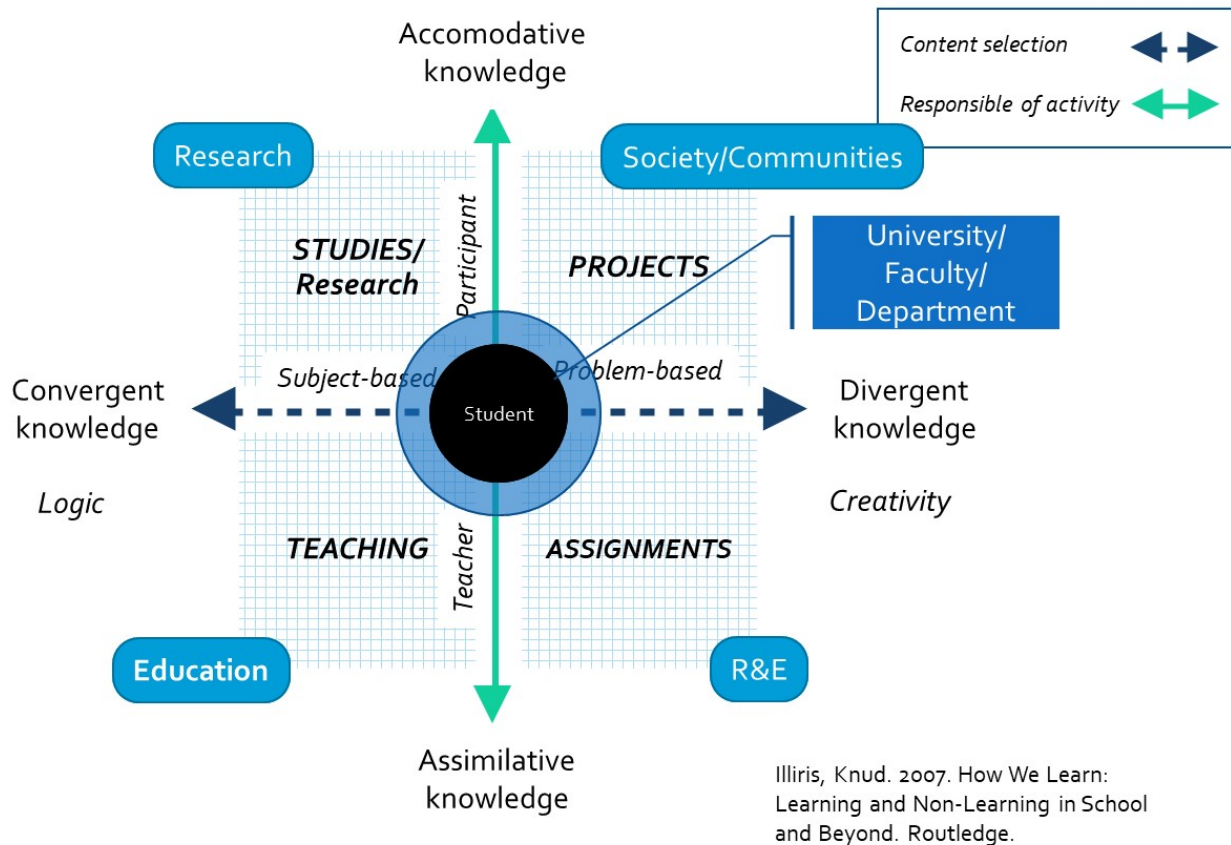 Accomodative
knowledge
Content selection
Responsible of activity
Research
Society/Communities
STUDIES/
Research
Participant
PROJECTS
University/
Faculty/
Department
Subject-based
Problem-based
Convergent
knowledge
Student
Divergent
knowledge
Logic
Creativity
TEACHING
Teacher
ASSIGNMENTS
Education
R&E
Assimilative
knowledge
Illiris, Knud. 2007. How We Learn:
Learning and Non-Learning in School
and Beyond. Routledge.